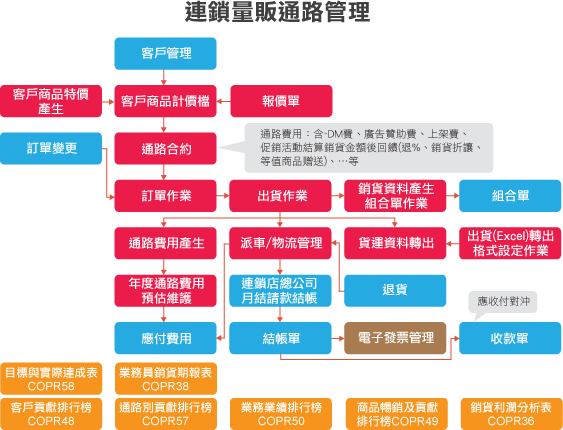 連鎖量販通路管理
客戶管理
客戶商品特價
產生
客戶商品計價檔
報價單
訂單變更
通路合約
通路費用：含-DM費、廣告贊助費、上架費、
促銷活動結算銷貨金額後回饋(退%、銷貨折讓、
等值商品贈送)、…等
訂單作業
出貨作業
銷貨資料產生
組合單作業
組合單
通路費用產生
派車/物流管理
貨運資料轉出
出貨(Excel)轉出
格式設定作業
年度通路費用
預估維護
連鎖店總公司
月結請款結帳
退貨
應收付對沖
應付費用
結帳單
電子發票管理
收款單
目標與實際達成表
COPR58
業務員銷貨期報表
COPR38
客戶貢獻排行榜
COPR48
通路別貢獻排行榜
COPR57
業務業績排行榜
COPR50
商品暢銷及貢獻
排行榜COPR49
銷貨利潤分析表
COPR36